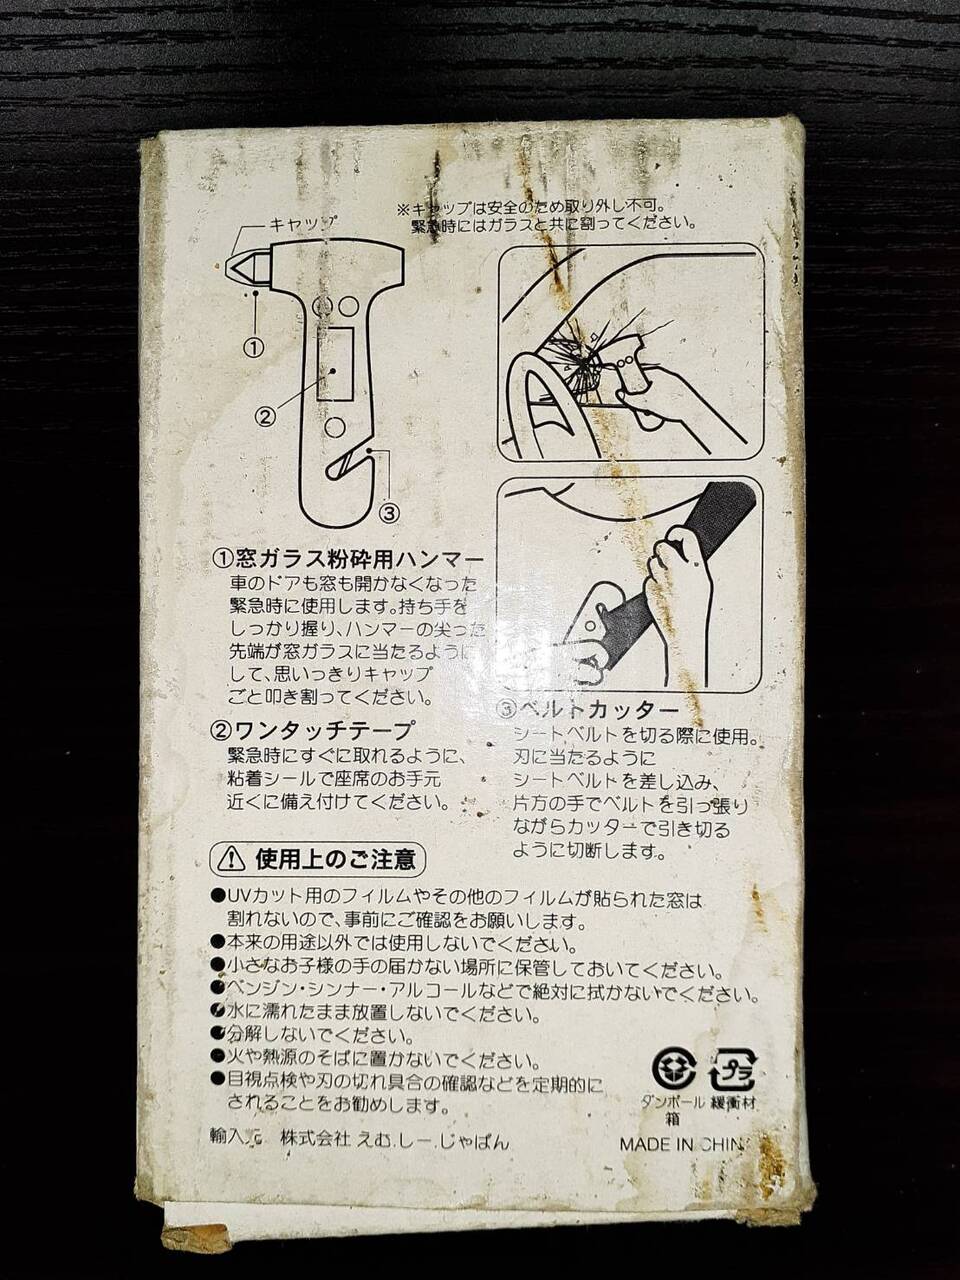 ※キャップは安全のため取り外し不可。
緊急時にはガラスと共に割ってください。
キャップ
①
②
③
①窓ガラス粉砕用ハンマー
車のドアも窓も開かなくなった
緊急時に使用します。持ち手を
しっかり握り、ハンマーの尖った
先端が窓ガラスに当たるように
して、思いっきりキャップ
ごと叩き割ってください。
②ワンタッチテープ
緊急時にすぐに取れるように、
粘着シールで座席のお手元
近くに備え付けてください。
③ベルトカッター
シートベルトを切る際に使用。
刃に当たるように
シートベルトを差し込み、
片方の手でベルトを引っ張り
ながらカッターで引き切る
ように切断します。
使用上のご注意
●UVカット用のフィルムやその他のフィルムが貼られた窓は
割れないので、事前にご確認をお願いします。
●本来の用途以外では使用しないでください。
●小さなお子様の手の届かない場所に保管しておいてください。
●ベンジン・シンナー・アルコールなどで絶対に拭かないでください。
●水に濡れたまま放置しないでください。
●分解しないでください。
●火や熱源のそばに置かないでください。
●目視点検や刃の切れ具合の確認などを定期的に
されることをお勧めします。
プラ
ダンボール 緩衝材
箱
輸入元 株式会社 えむ.しー.じゃぱん
MADE IN CHINA